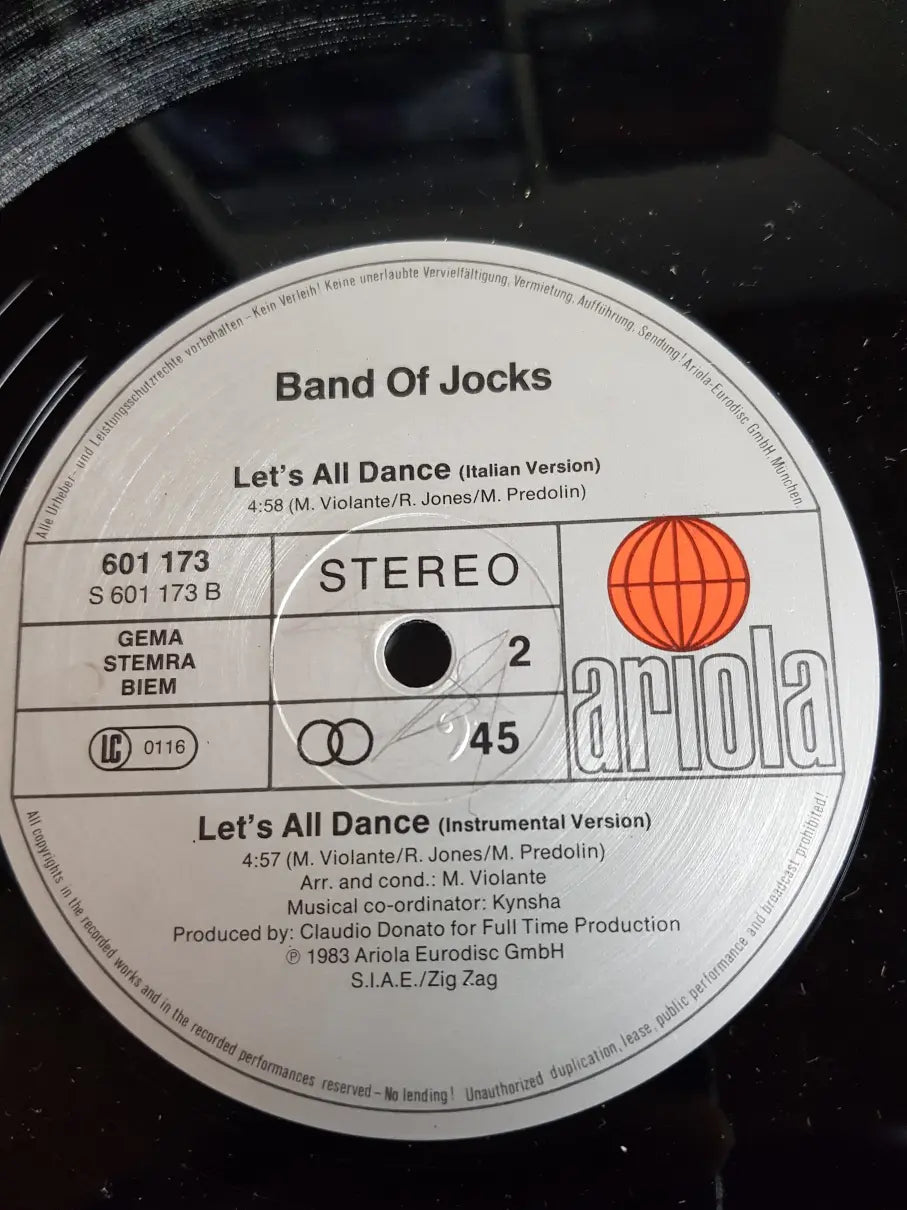 Alle Urheber- und Leistungsschutzrechte vorbehalten – Kein Verleih! Keine unerlaubte Vervielfältigung, Vermietung, Aufführung, Sendung! Ariola-Eurodisc GmbH, München.
Band Of Jocks
Let's All Dance (Italian Version)
4:58 (M. Violante/R. Jones/M. Predolin)
601 173
S 601 173 B
STEREO
GEMA
STEMRA
BIEM
2
LC 0116
45
ariola
Let's All Dance (Instrumental Version)
4:57 (M. Violante/R. Jones/M. Predolin)
Arr. and cond.: M. Violante
Musical co-ordinator: Kynsha
Produced by: Claudio Donato for Full Time Production
℗ 1983 Ariola Eurodisc GmbH
S.I.A.E./Zig Zag
All copyrights in the recorded works and in the recorded performances reserved – No lending! Unauthorized duplication, lease, public performance and broadcast prohibited!